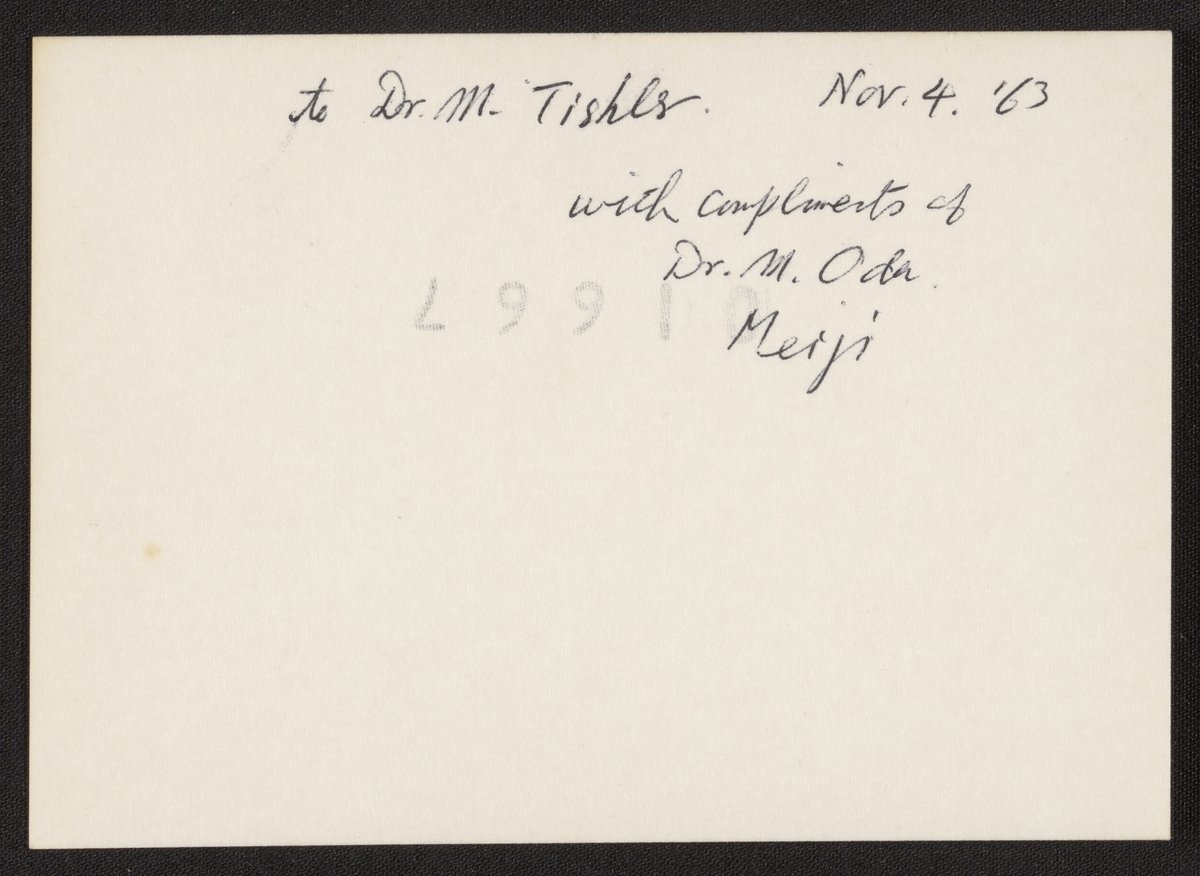 to Dr. M. Tishler. Nov. 4. '63
with compliments of
Dr. M. Oda.
Meiji